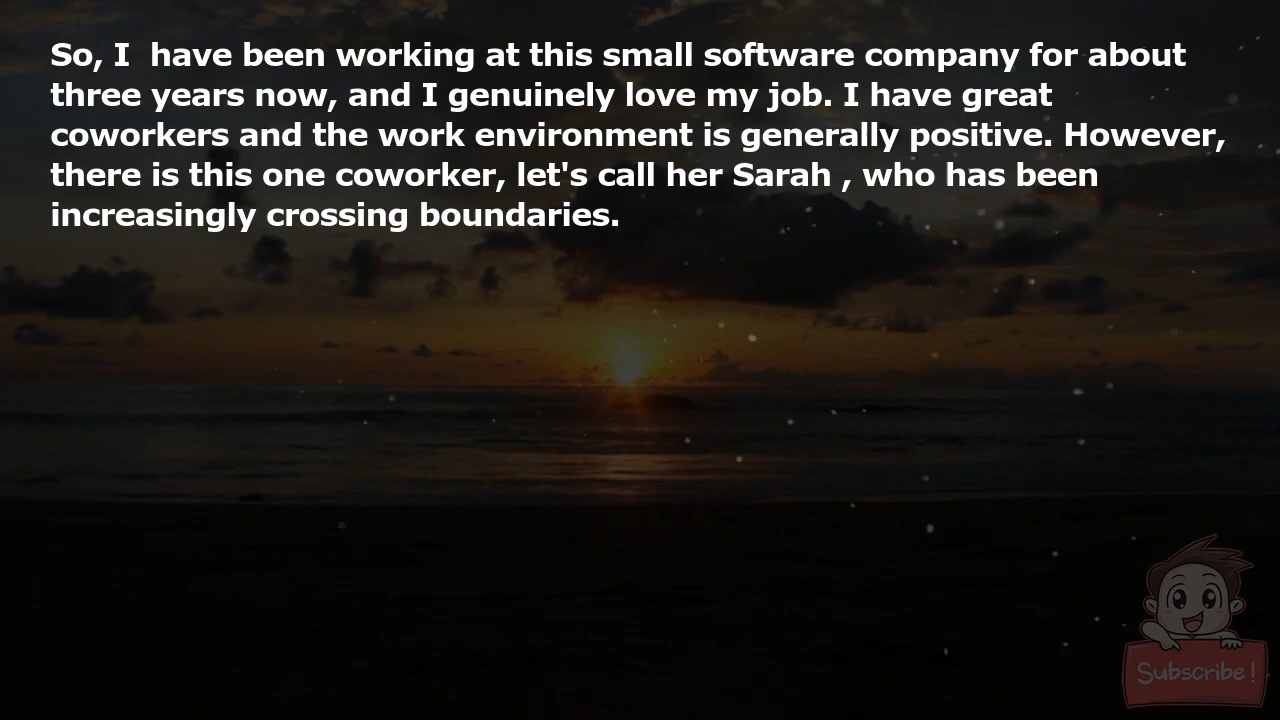 So, I  have been working at this small software company for about
three years now, and I genuinely love my job. I have great
coworkers and the work environment is generally positive. However,
there is this one coworker, let's call her Sarah , who has been
increasingly crossing boundaries.
Subscribe!